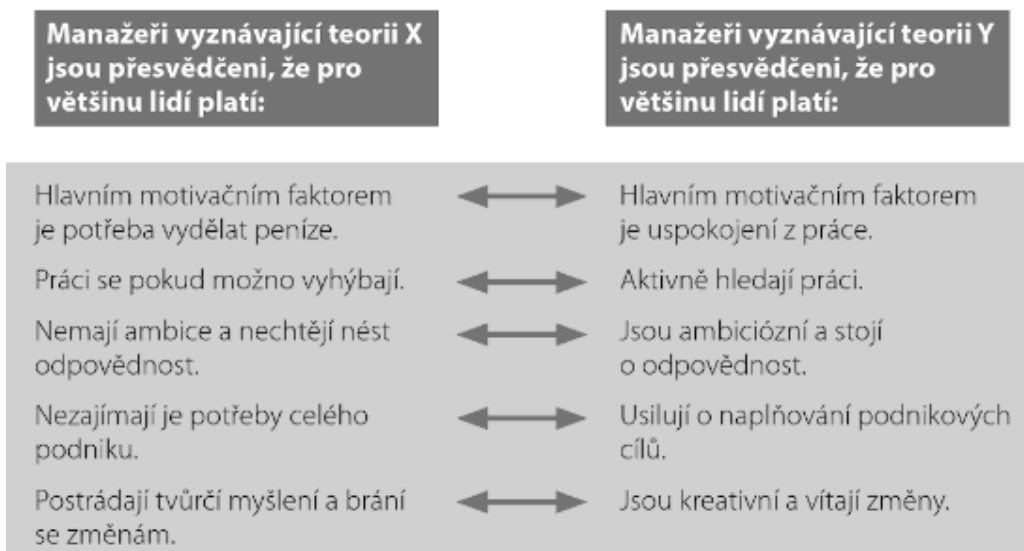 Manažeři vyznávající teorii X
jsou přesvědčeni, že pro
většinu lidí platí:
Manažeři vyznávající teorii Y
jsou přesvědčeni, že pro
většinu lidí platí:
Hlavním motivačním faktorem
je potřeba vydělat peníze.
Hlavním motivačním faktorem
je uspokojení z práce.
Práci se pokud možno vyhýbají.
Aktivně hledají práci.
Nemají ambice a nechtějí nést
odpovědnost.
Jsou ambiciózní a stojí
o odpovědnost.
Nezajímají je potřeby celého
podniku.
Usilují o naplňování podnikových
cílů.
Postrádají tvůrčí myšlení a brání
se změnám.
Jsou kreativní a vítají změny.